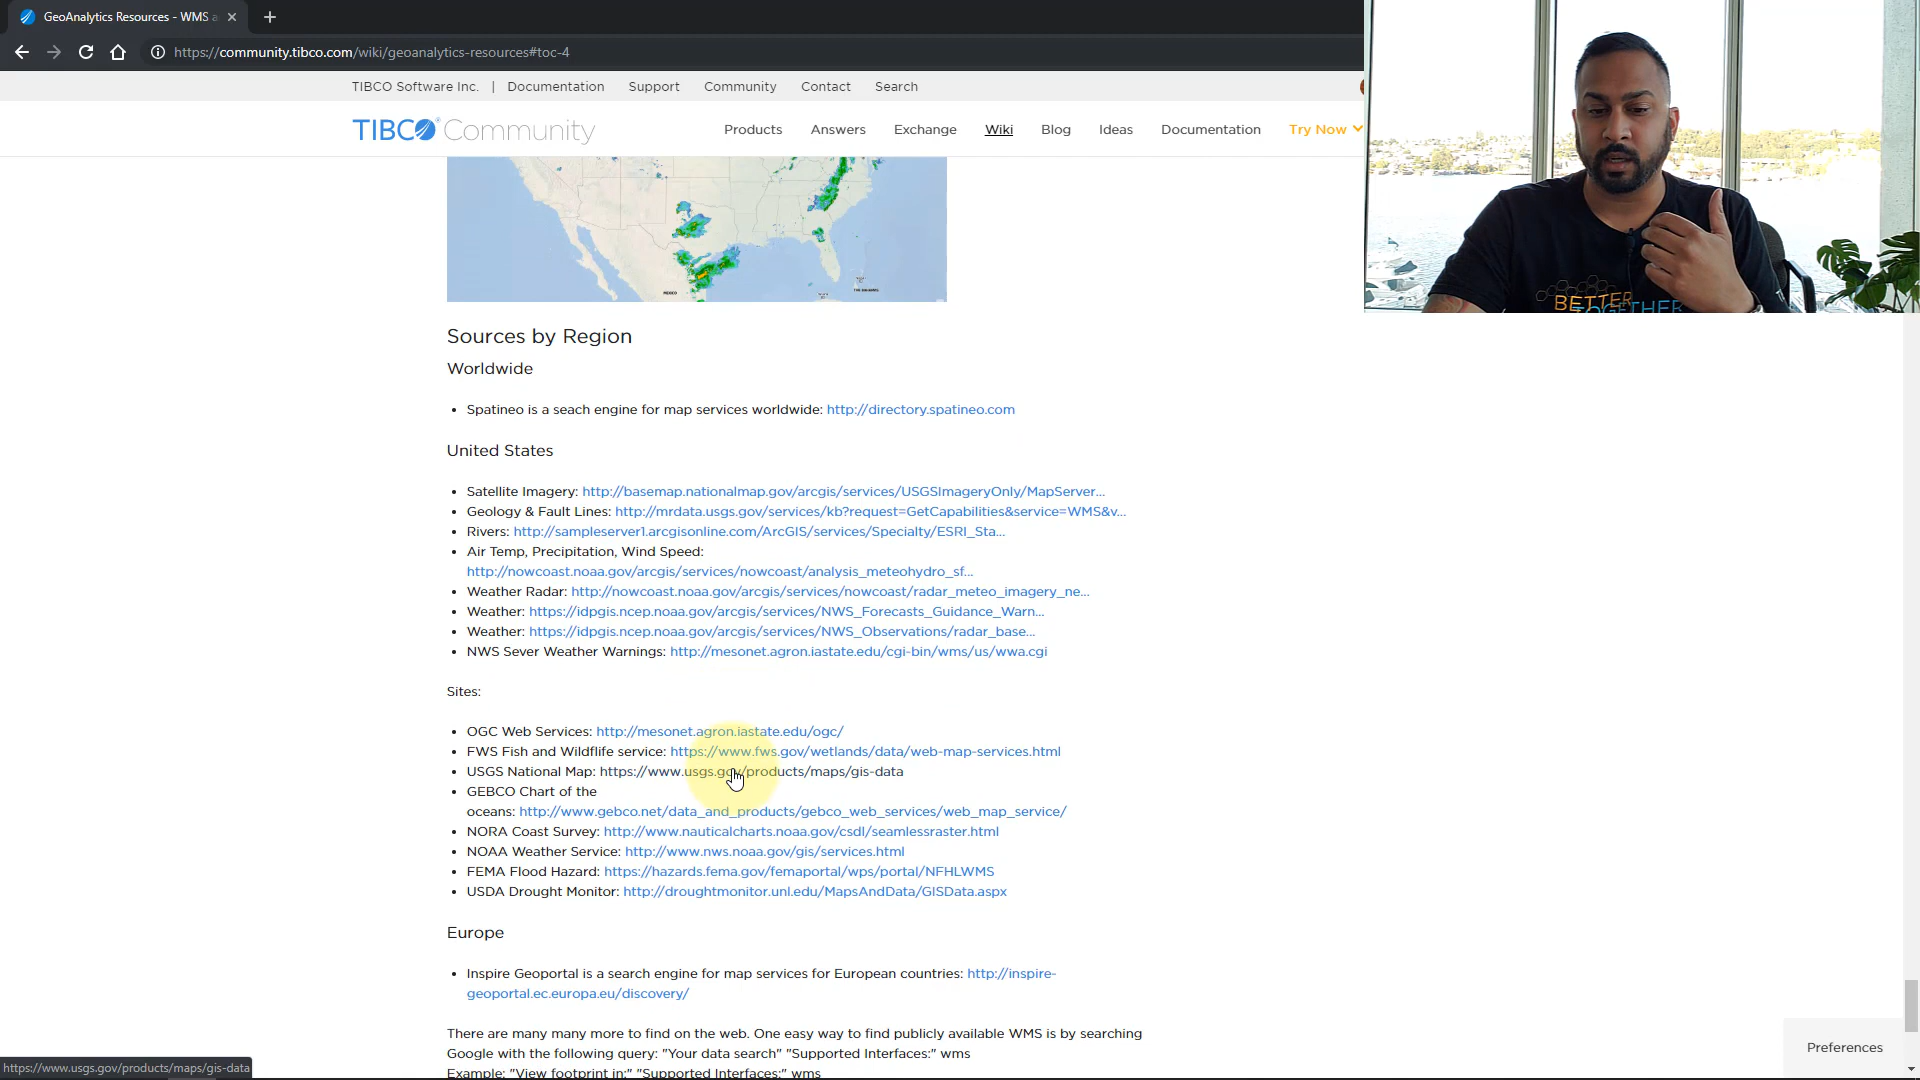 GeoAnalytics Resources - WMS a
https://community.tibco.com/wiki/geoanalytics-resources#toc-4
TIBCO Software Inc. | Documentation Support Community Contact Search
TIBCO Community Products Answers Exchange Wiki Blog Ideas Documentation Try Now
MEXICO
THE BAHAMAS
BETTER
TOGETHER
Sources by Region
Worldwide
• Spatineo is a seach engine for map services worldwide: http://directory.spatineo.com
United States
• Satellite Imagery: http://basemap.nationalmap.gov/arcgis/services/USGSImageryOnly/MapServer...
• Geology & Fault Lines: http://mrdata.usgs.gov/services/kb?request=GetCapabilities&service=WMS&v...
• Rivers: http://sampleserver1.arcgisonline.com/ArcGIS/services/Specialty/ESRI_Sta...
• Air Temp, Precipitation, Wind Speed:
http://nowcoast.noaa.gov/arcgis/services/nowcoast/analysis_meteohydro_sf...
• Weather Radar: http://nowcoast.noaa.gov/arcgis/services/nowcoast/radar_meteo_imagery_ne...
• Weather: https://idpgis.ncep.noaa.gov/arcgis/services/NWS_Forecasts_Guidance_Warn...
• Weather: https://idpgis.ncep.noaa.gov/arcgis/services/NWS_Observations/radar_base...
• NWS Sever Weather Warnings: http://mesonet.agron.iastate.edu/cgi-bin/wms/us/wwa.cgi
Sites:
• OGC Web Services: http://mesonet.agron.iastate.edu/ogc/
• FWS Fish and Wildflife service: https://www.fws.gov/wetlands/data/web-map-services.html
• USGS National Map: https://www.usgs.gov/products/maps/gis-data
• GEBCO Chart of the
oceans: http://www.gebco.net/data_and_products/gebco_web_services/web_map_service/
• NORA Coast Survey: http://www.nauticalcharts.noaa.gov/csdl/seamlessraster.html
• NOAA Weather Service: http://www.nws.noaa.gov/gis/services.html
• FEMA Flood Hazard: https://hazards.fema.gov/femaportal/wps/portal/NFHLWMS
• USDA Drought Monitor: http://droughtmonitor.unl.edu/MapsAndData/GISData.aspx
Europe
• Inspire Geoportal is a search engine for map services for European countries: http://inspire-
geoportal.ec.europa.eu/discovery/
There are many many more to find on the web. One easy way to find publicly available WMS is by searching
Google with the following query: "Your data search" "Supported Interfaces:" wms
Example: "View footprint in:" "Supported Interfaces:" wms
Preferences
https://www.usgs.gov/products/maps/gis-data